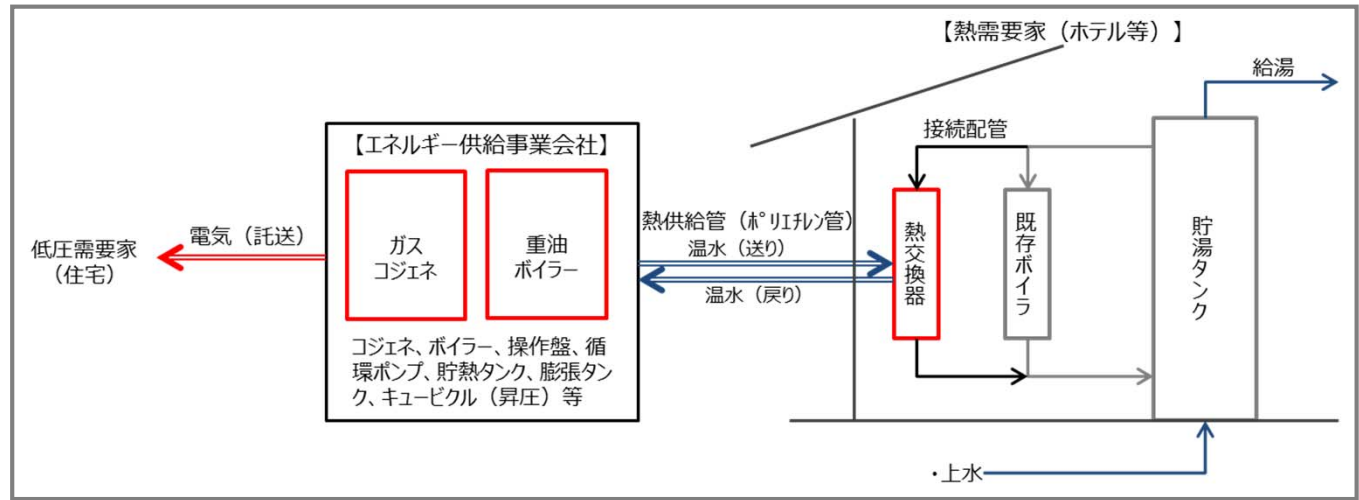 【熱需要家（ホテル等）】
給湯
接続配管
【エネルギー供給事業会社】
ガス
コジェネ
重油
ボイラー
熱供給管（ﾎﾟﾘｴﾁﾚﾝ管）
温水（送り）
温水（戻り）
電気（託送）
低圧需要家
（住宅）
熱交換器
既存ボイラ
貯湯タンク
コジェネ、ボイラー、操作盤、循
環ポンプ、貯熱タンク、膨張タン
ク、キュービクル（昇圧）等
・上水